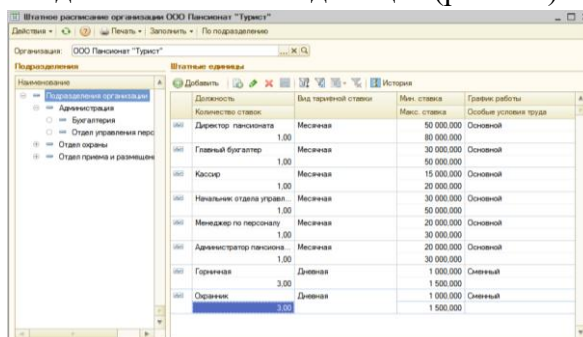 Штатное расписание организации ООО Пансионат "Турист"
Действия Печать Заполнить По подразделению
Организация: ООО Пансионат "Турист"
Подразделения
Штатные единицы
Наименование
Подразделения организации
Администрация
Бухгалтерия
Отдел управления перс
Отдел охраны
Отдел приема и размещен
Добавить История
Должность Вид тарифной ставки Мин. ставка График работы
Количество ставок Макс. ставка Особые условия труда
Директор пансионата Месячная 50 000,000 Основной
1,00 80 000,000
Главный бухгалтер Месячная 30 000,000 Основной
1,00 50 000,000
Кассир Месячная 15 000,000 Основной
1,00 20 000,000
Начальник отдела управл... Месячная 30 000,000 Основной
1,00 50 000,000
Менеджер по персоналу Месячная 20 000,000 Основной
1,00 30 000,000
Администратор пансиона... Месячная 20 000,000 Основной
1,00 30 000,000
Горничная Дневная 1 000,000 Сменный
3,00 1 500,000
Охранник Дневная 1 000,000 Сменный
3,00 1 500,000